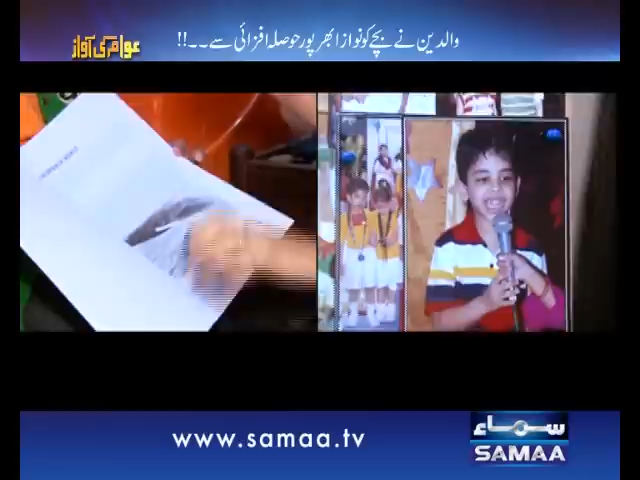 والدین نے بچے کو نوازا بھرپور حوصلہ افزائی سے۔۔!!
عوام کی آواز
www.samaa.tv
سماء
SAMAA